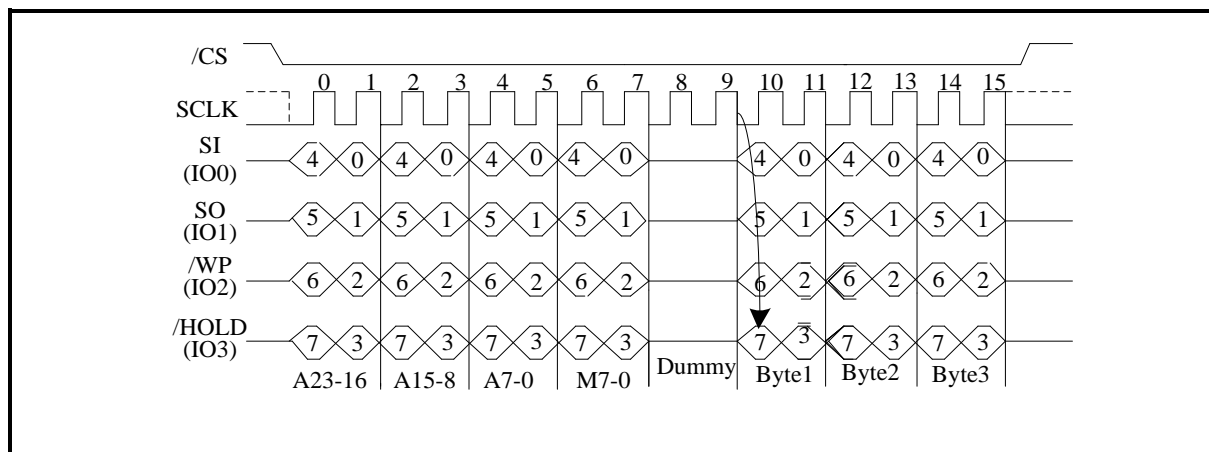 /CS
0 1 2 3 4 5 6 7 8 9 10 11 12 13 14 15
SCLK
SI
(IO0)
4 0 4 0 4 0 4 0 4 0 4 0 4 0
SO
(IO1)
5 1 5 1 5 1 5 1 5 1 5 1 5 1
/WP
(IO2)
6 2 6 2 6 2 6 2 6 2 6 2 6 2
/HOLD
(IO3)
7 3 7 3 7 3 7 3 7 3 7 3 7 3
A23-16 A15-8 A7-0 M7-0 Dummy Byte1 Byte2 Byte3